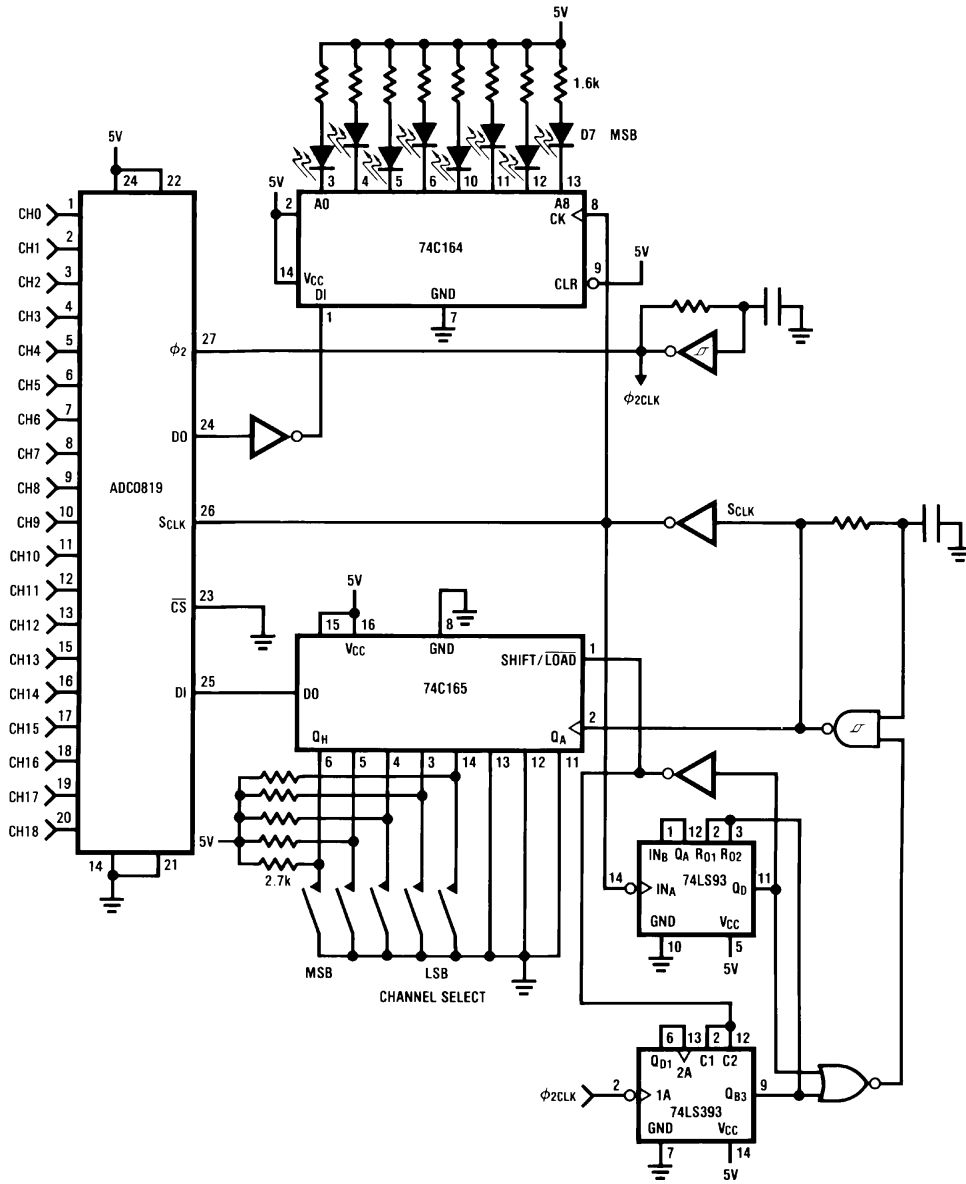 5V
1.6k
D7 MSB
5V
24 22
5V
3 4 5 6 10 11 12 13
2 A0 A8 8
CK
74C164
5V
14 VCC
9
CLR
DI GND
1 7
CH0 1
CH1 2
CH2 3
CH3 4
CH4 5
CH5 6
CH6 7
CH7 8
CH8 9
CH9 10
CH10 11
CH11 12
CH12 13
CH13 15
CH14 16
CH15 17
CH16 18
CH17 19
CH18 20
ϕ2 27
ϕ2CLK
DO 24
ADC0819
SCLK 26
SCLK
C̅S̅ 23
DI 25
14 21
5V
15 16 8
VCC GND
SHIFT/L̅O̅A̅D̅ 1
DO 74C165
2
QH QA
6 5 4 3 14 13 12 11
5V
2.7k
MSB LSB
CHANNEL SELECT
1 12 2 3
INB QA R01 R02
74LS93
14 INA QD 11
GND VCC
10 5
5V
6 13 2 12
QD1 C1 C2
2A
ϕ2CLK 2 1A QB3 9
74LS393
GND VCC
7 14
5V